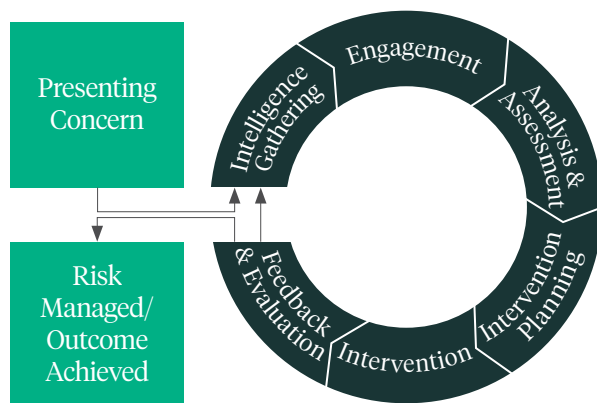 Presenting
Concern
Intelligence
Gathering
Engagement
Analysis &
Assessment
Intervention
Planning
Intervention
Feedback
& Evaluation
Risk
Managed/
Outcome
Achieved